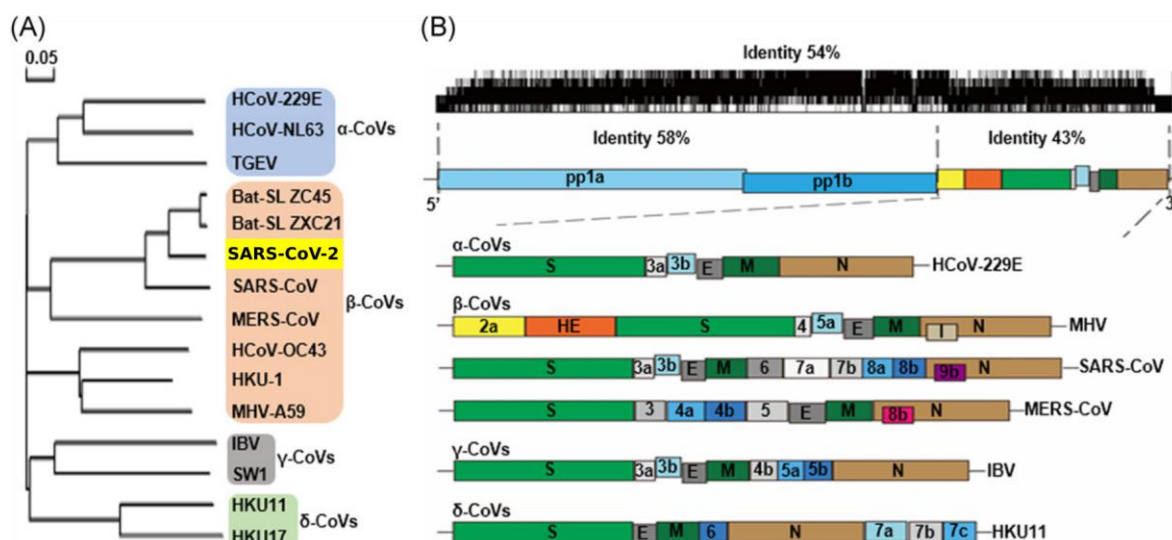 (A)
0.05
HCoV-229E
HCoV-NL63
TGEV
α-CoVs
Bat-SL ZC45
Bat-SL ZXC21
SARS-CoV-2
SARS-CoV
MERS-CoV
HCoV-OC43
HKU-1
MHV-A59
β-CoVs
IBV
SW1
γ-CoVs
HKU11
HKU17
δ-CoVs
(B)
Identity 54%
Identity 58% Identity 43%
pp1a pp1b
5' 3
α-CoVs
S 3a 3b E M N HCoV-229E
β-CoVs
2a HE S 4 5a E M I N MHV
S 3a 3b E M 6 7a 7b 8a 8b 9b N SARS-CoV
S 3 4a 4b 5 E M 8b N MERS-CoV
γ-CoVs
S 3a 3b E M 4b 5a 5b N IBV
δ-CoVs
S E M 6 N 7a 7b 7c HKU11